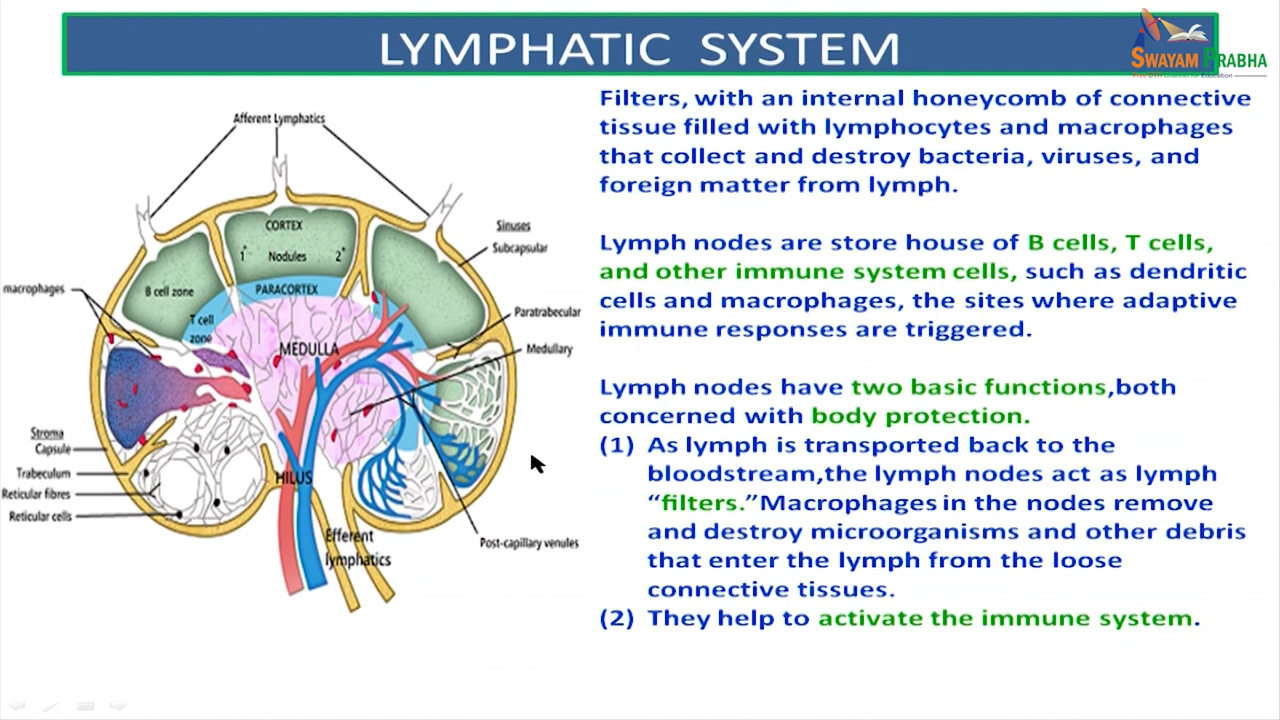 LYMPHATIC SYSTEM
SWAYAM PRABHA
Free DTH Channel for Education
Filters, with an internal honeycomb of connective
tissue filled with lymphocytes and macrophages
that collect and destroy bacteria, viruses, and
foreign matter from lymph.
Lymph nodes are store house of B cells, T cells,
and other immune system cells, such as dendritic
cells and macrophages, the sites where adaptive
immune responses are triggered.
Lymph nodes have two basic functions,both
concerned with body protection.
(1) As lymph is transported back to the
bloodstream,the lymph nodes act as lymph
“filters.”Macrophages in the nodes remove
and destroy microorganisms and other debris
that enter the lymph from the loose
connective tissues.
(2) They help to activate the immune system.
Afferent Lymphatics
CORTEX
1° Nodules 2°
Sinuses
Subcapsular
macrophages
B cell zone
PARACORTEX
T cell
zone
Paratrabecular
MEDULLA
Medullary
Stroma
Capsule
Trabeculum
HILUS
Reticular fibres
Reticular cells
Efferent
lymphatics
Post-capillary venules